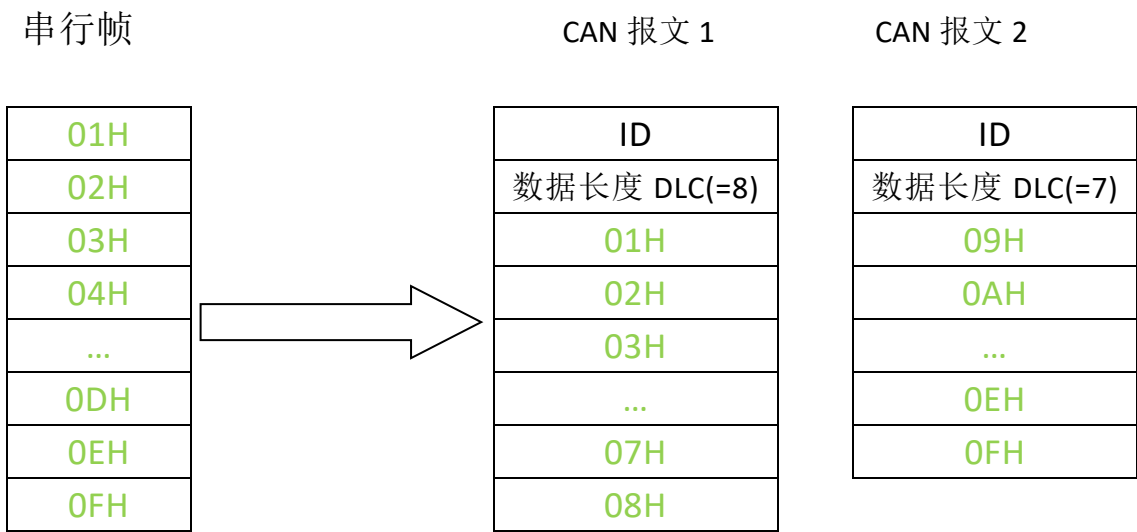 串行帧
01H
02H
03H
04H
…
0DH
0EH
0FH
CAN 报文 1
ID
数据长度 DLC(=8)
01H
02H
03H
…
07H
08H
CAN 报文 2
ID
数据长度 DLC(=7)
09H
0AH
…
0EH
0FH